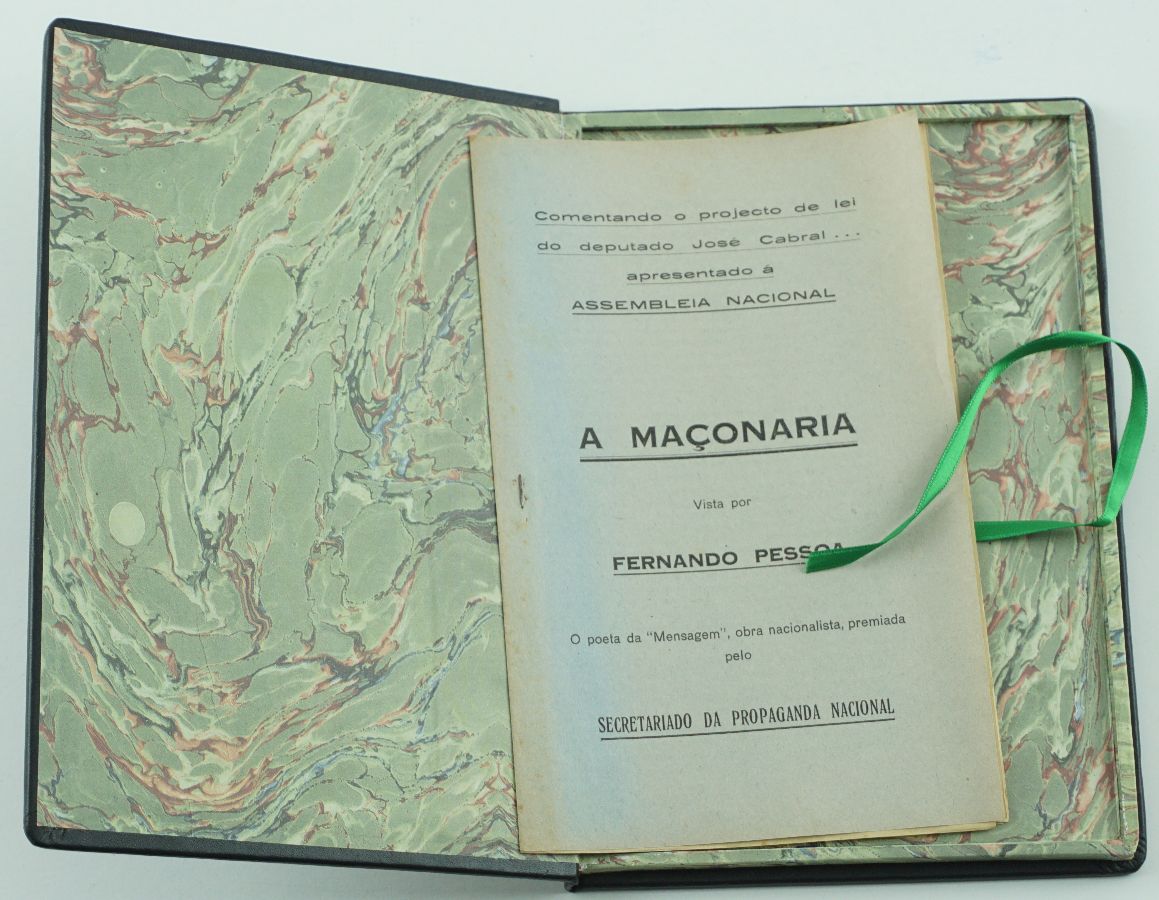 Comentando o projecto de lei
do deputado José Cabral...
apresentado á
ASSEMBLEIA NACIONAL
A MAÇONARIA
Vista por
FERNANDO PESSOA
O poeta da "Mensagem", obra nacionalista, premiada
pelo
SECRETARIADO DA PROPAGANDA NACIONAL